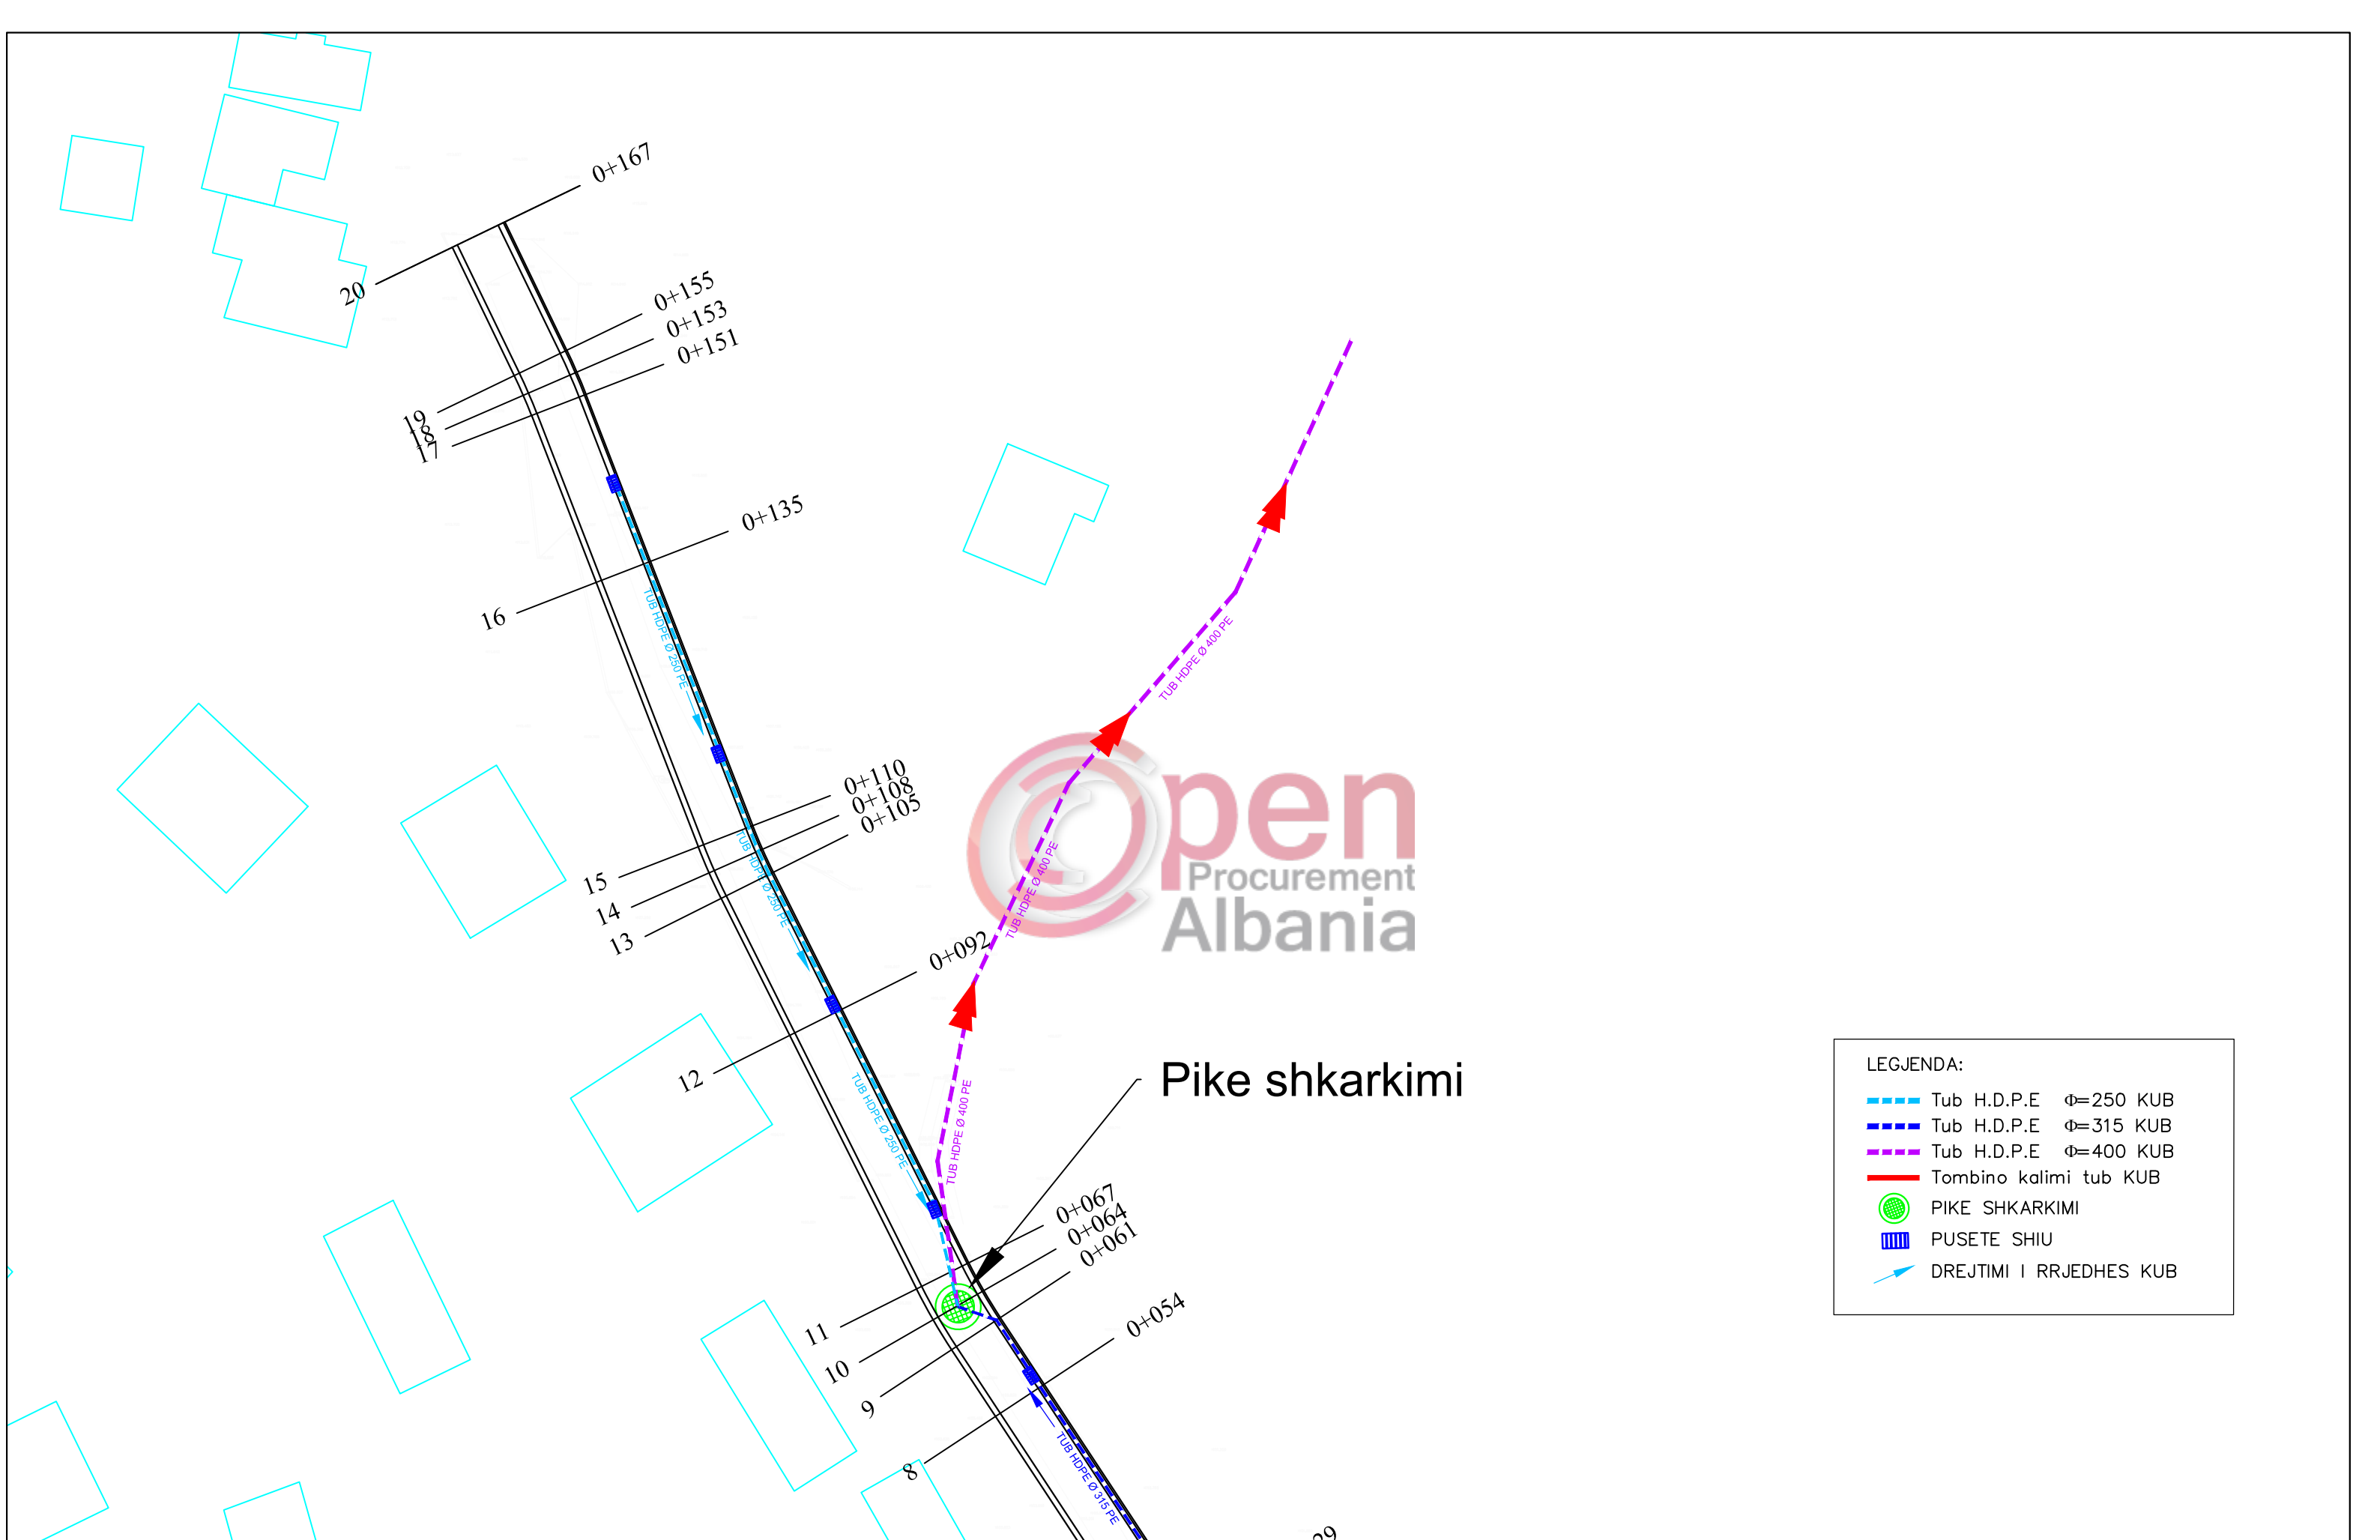 0+167
20
0+155
0+153
0+151
19
18
17
0+135
16
TUB HDPE Ø 250 PE
TUB HDPE Ø 400 PE
0+110
0+108
0+105
15
14
13
TUB HDPE Ø 250 PE
TUB HDPE Ø 400 PE
Open
Procurement
Albania
0+092
12
TUB HDPE Ø 250 PE
TUB HDPE Ø 400 PE
Pike shkarkimi
0+067
0+064
0+061
11
10
9
0+054
8
TUB HDPE Ø 315 PE
LEGJENDA:
Tub H.D.P.E Φ=250 KUB
Tub H.D.P.E Φ=315 KUB
Tub H.D.P.E Φ=400 KUB
Tombino kalimi tub KUB
PIKE SHKARKIMI
PUSETE SHIU
DREJTIMI I RRJEDHES KUB